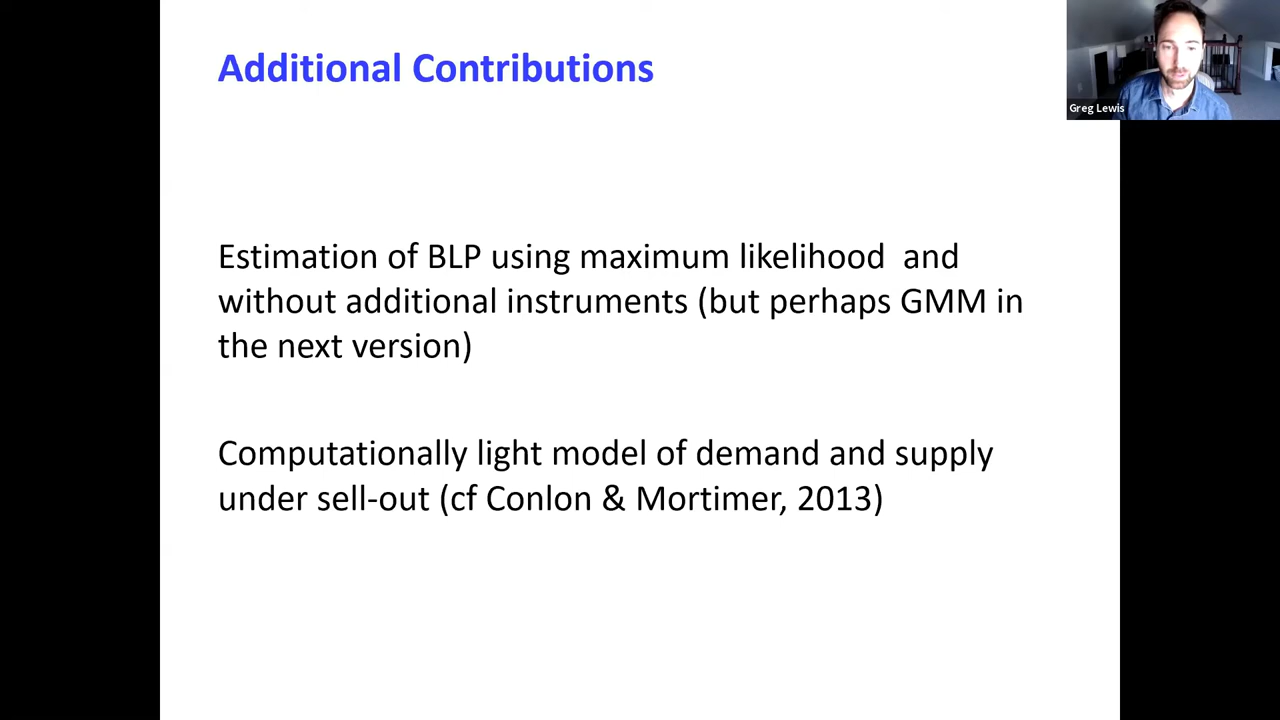 Additional Contributions
Greg Lewis
Estimation of BLP using maximum likelihood  and
without additional instruments (but perhaps GMM in
the next version)
Computationally light model of demand and supply
under sell-out (cf Conlon & Mortimer, 2013)